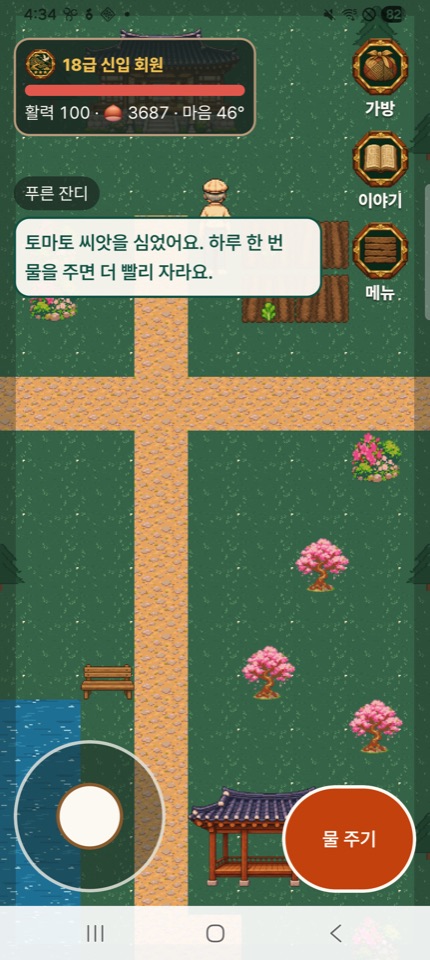 4:34
82
18급 신입 회원
활력 100 · 3687 · 마음 46°
가방
이야기
푸른 잔디
토마토 씨앗을 심었어요. 하루 한 번
물을 주면 더 빨리 자라요.
메뉴
물 주기